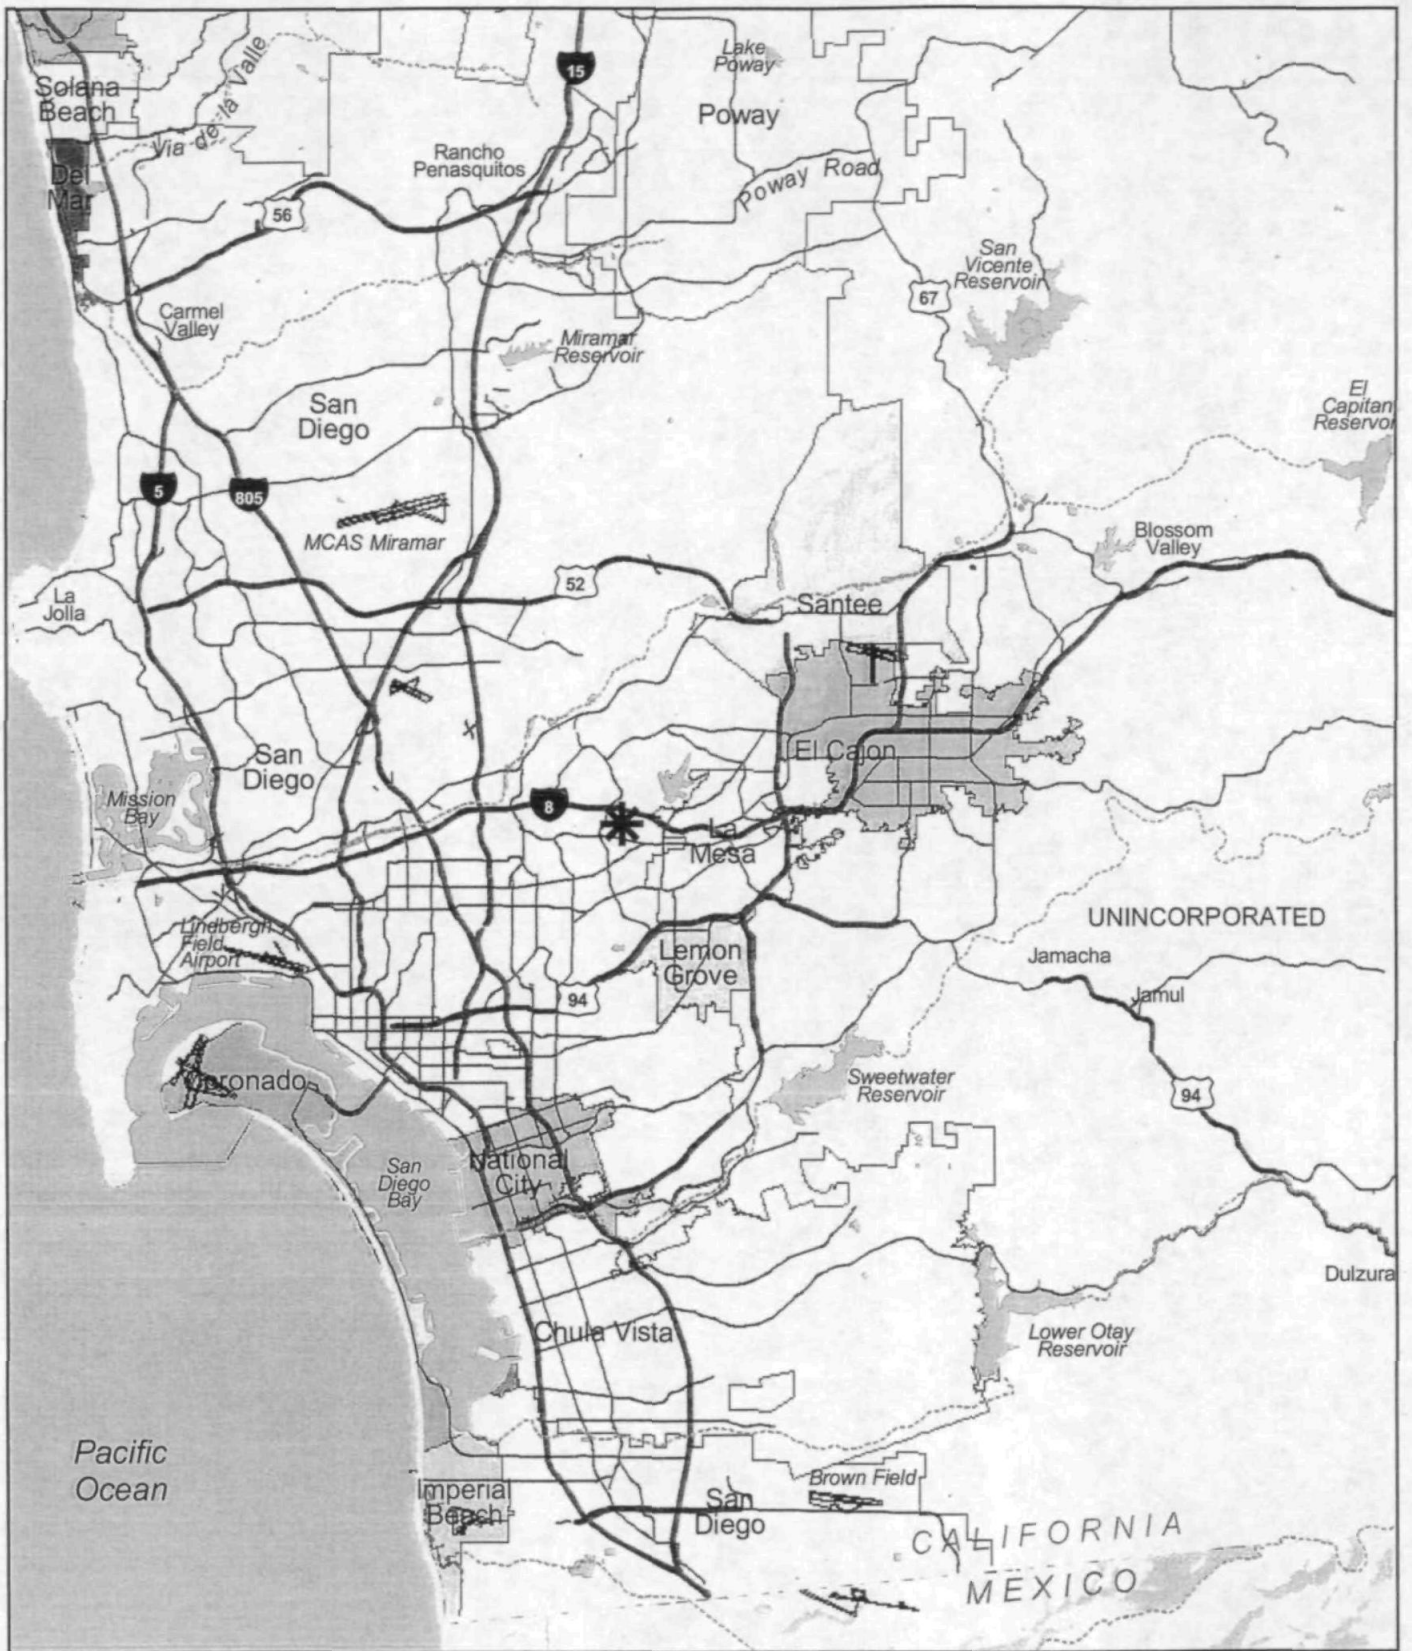 15
Lake
Poway
Solana
Beach
Via de la Valle
Poway
Rancho
Penasquitos
Del
Mar
Poway Road
56
San
Vicente
Reservoir
67
Carmel
Valley
Miramar
Reservoir
San
Diego
El
Capitan
Reservoir
5
805
MCAS Miramar
Blossom
Valley
52
La
Jolla
Santee
San
Diego
El Cajon
Mission
Bay
8
La
Mesa
UNINCORPORATED
Lindbergh
Field
Airport
Lemon
Grove
Jamacha
94
Jamul
Coronado
Sweetwater
Reservoir
94
San
Diego
Bay
National
City
Dulzura
Chula Vista
Lower Otay
Reservoir
Pacific
Ocean
Imperial
Beach
Brown Field
San
Diego
CALIFORNIA
MEXICO